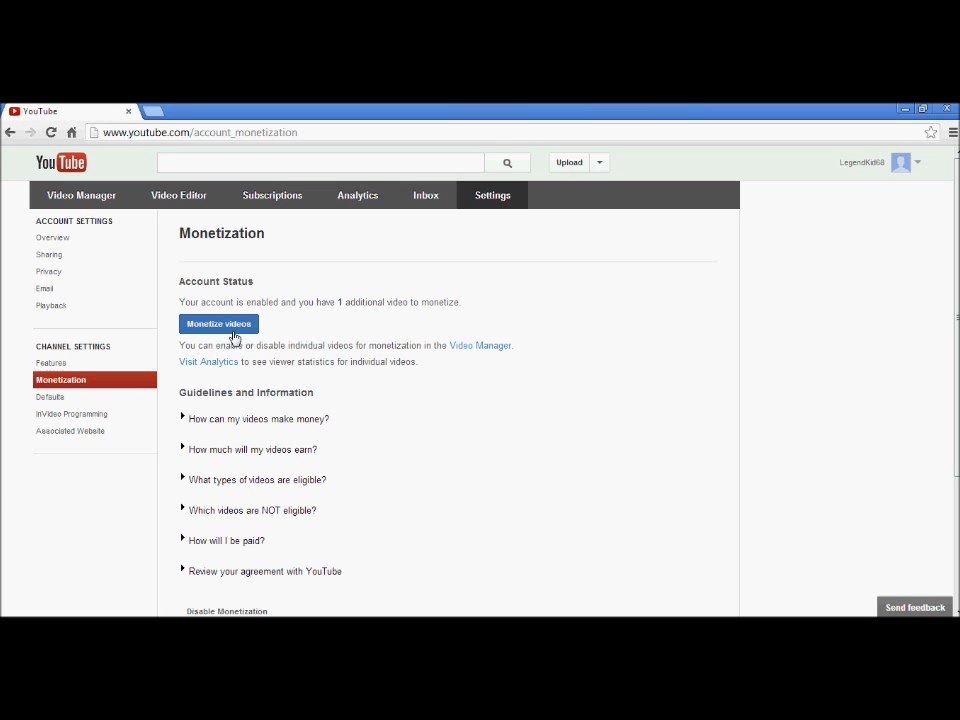 YouTube
www.youtube.com/account_monetization
YouTube
Upload
LegendKid68
Video Manager
Video Editor
Subscriptions
Analytics
Inbox
Settings
ACCOUNT SETTINGS
Overview
Sharing
Privacy
Email
Playback
CHANNEL SETTINGS
Features
Monetization
Defaults
InVideo Programming
Associated Website
Monetization
Account Status
Your account is enabled and you have 1 additional video to monetize.
Monetize videos
You can enable or disable individual videos for monetization in the Video Manager.
Visit Analytics to see viewer statistics for individual videos.
Guidelines and Information
How can my videos make money?
How much will my videos earn?
What types of videos are eligible?
Which videos are NOT eligible?
How will I be paid?
Review your agreement with YouTube
Disable Monetization
Send feedback